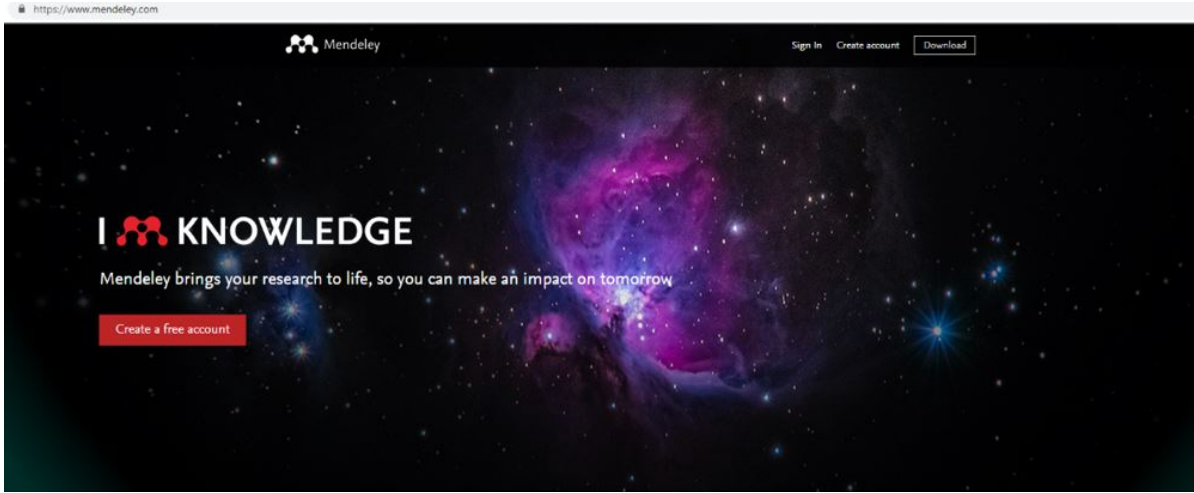 https://www.mendeley.com
Mendeley
Sign In Create account Download
I KNOWLEDGE
Mendeley brings your research to life, so you can make an impact on tomorrow
Create a free account